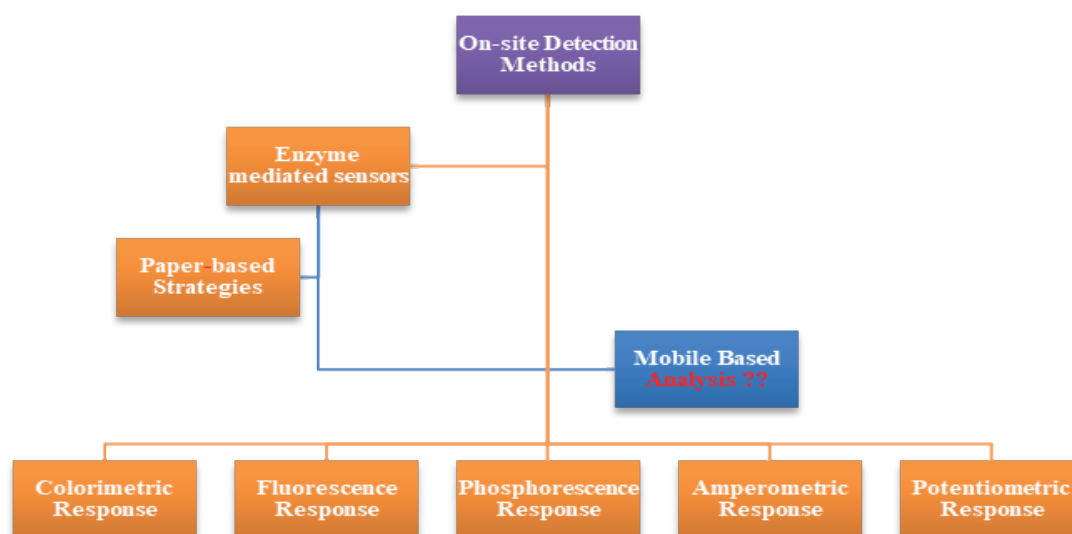 On-site Detection
Methods
Enzyme
mediated sensors
Paper-based
Strategies
Mobile Based
Analysis ??
Colorimetric
Response
Fluorescence
Response
Phosphorescence
Response
Amperometric
Response
Potentiometric
Response